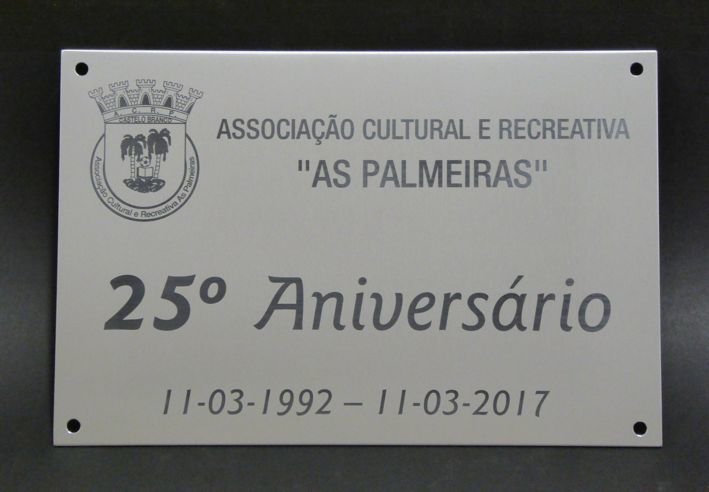 A C R P
CASTELO BRANCO
Associação Cultural e Recreativa As Palmeiras
ASSOCIAÇÃO CULTURAL E RECREATIVA
"AS PALMEIRAS"
25º Aniversário
11-03-1992 – 11-03-2017